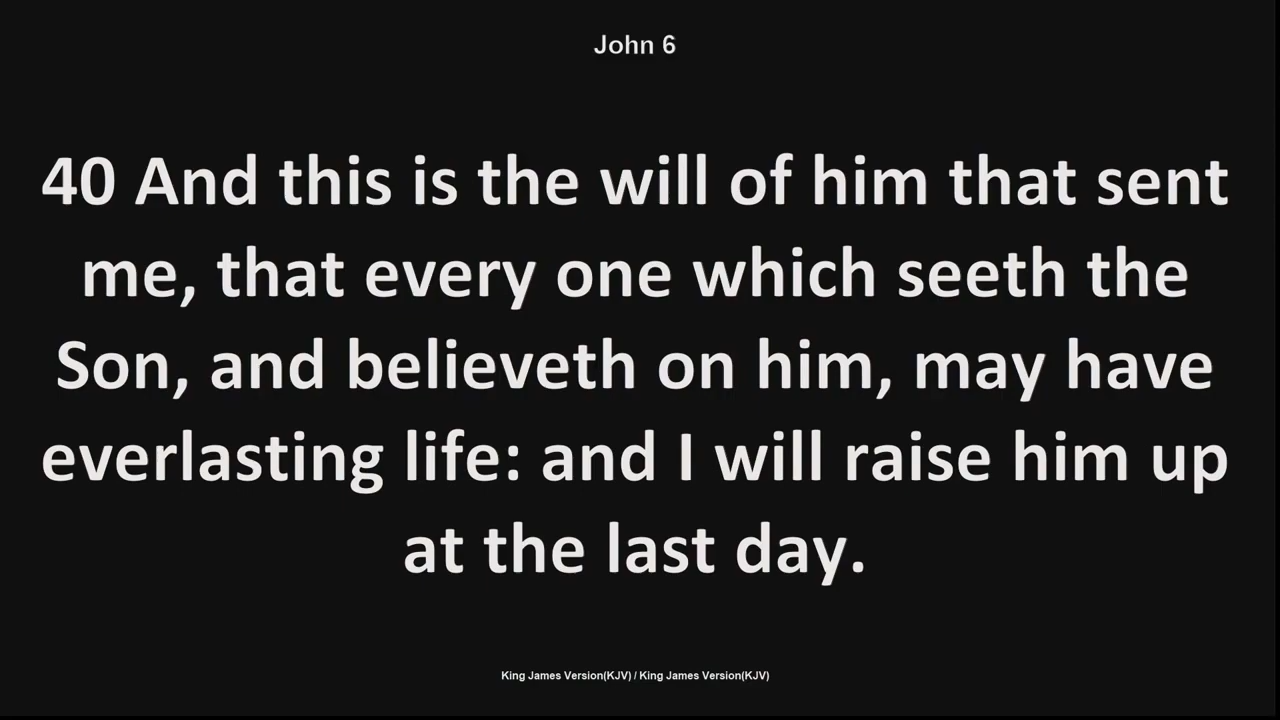 John 6
40 And this is the will of him that sent
me, that every one which seeth the
Son, and believeth on him, may have
everlasting life: and I will raise him up
at the last day.
King James Version(KJV) / King James Version(KJV)